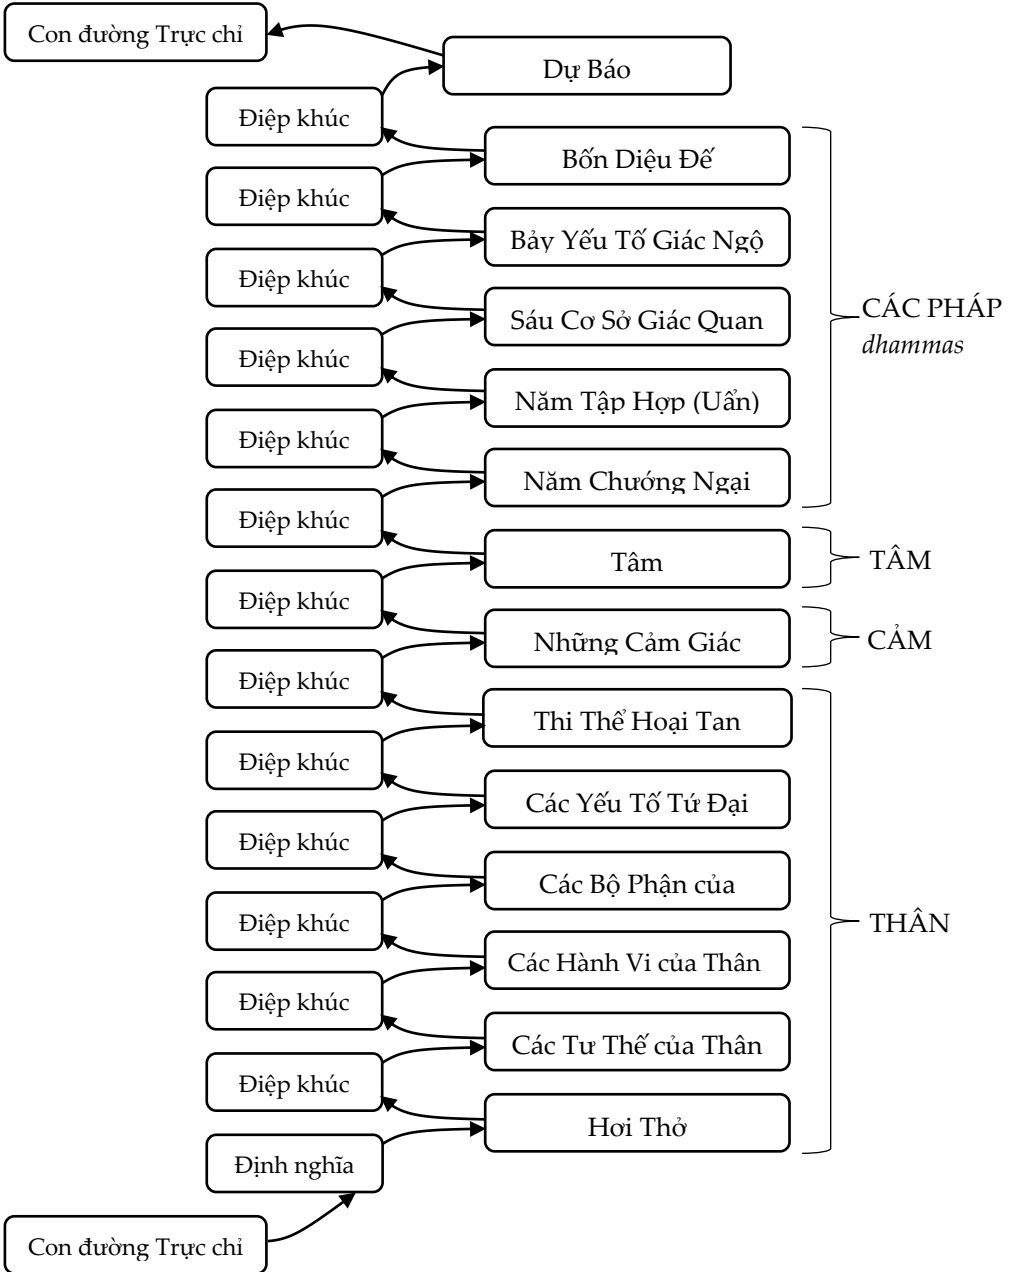 Con đường Trực chỉ
Dự Báo
Điệp khúc
Bốn Diệu Đế
Điệp khúc
Bảy Yếu Tố Giác Ngộ
Điệp khúc
Sáu Cơ Sở Giác Quan
CÁC PHÁP
dhammas
Điệp khúc
Năm Tập Hợp (Uẩn)
Điệp khúc
Năm Chướng Ngại
Điệp khúc
Tâm
TÂM
Điệp khúc
Những Cảm Giác
CẢM
Điệp khúc
Thi Thể Hoại Tan
Điệp khúc
Các Yếu Tố Tứ Đại
Điệp khúc
Các Bộ Phận của
Điệp khúc
THÂN
Các Hành Vi của Thân
Điệp khúc
Các Tư Thế của Thân
Điệp khúc
Hơi Thở
Định nghĩa
Con đường Trực chỉ